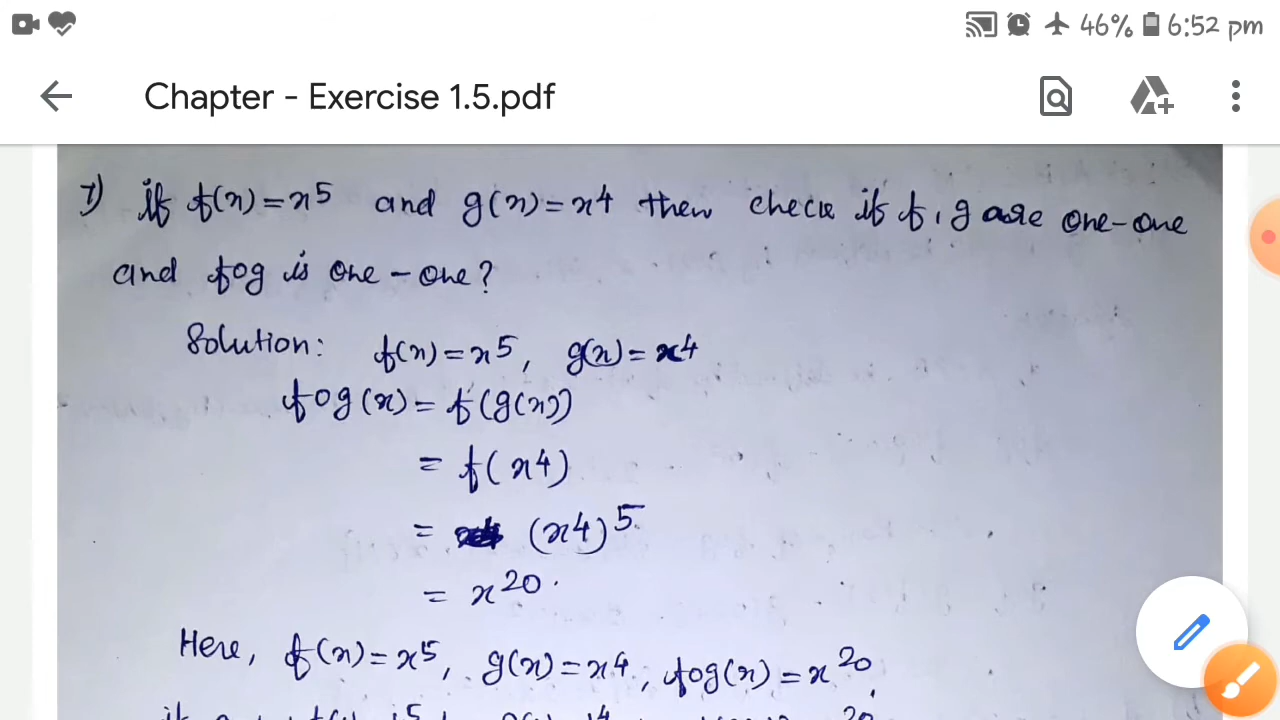 46% 6:52 pm
Chapter - Exercise 1.5.pdf
7) if f(x)=x5 and g(x)=x4 then check if f, g are one-one
and fog is one-one?
Solution: f(x)=x5, g(x)=x4
fog(x)= f(g(x))
= f(x4)
= (x4)5
= x20.
Here, f(x)=x5, g(x)=x4, fog(x)=x20